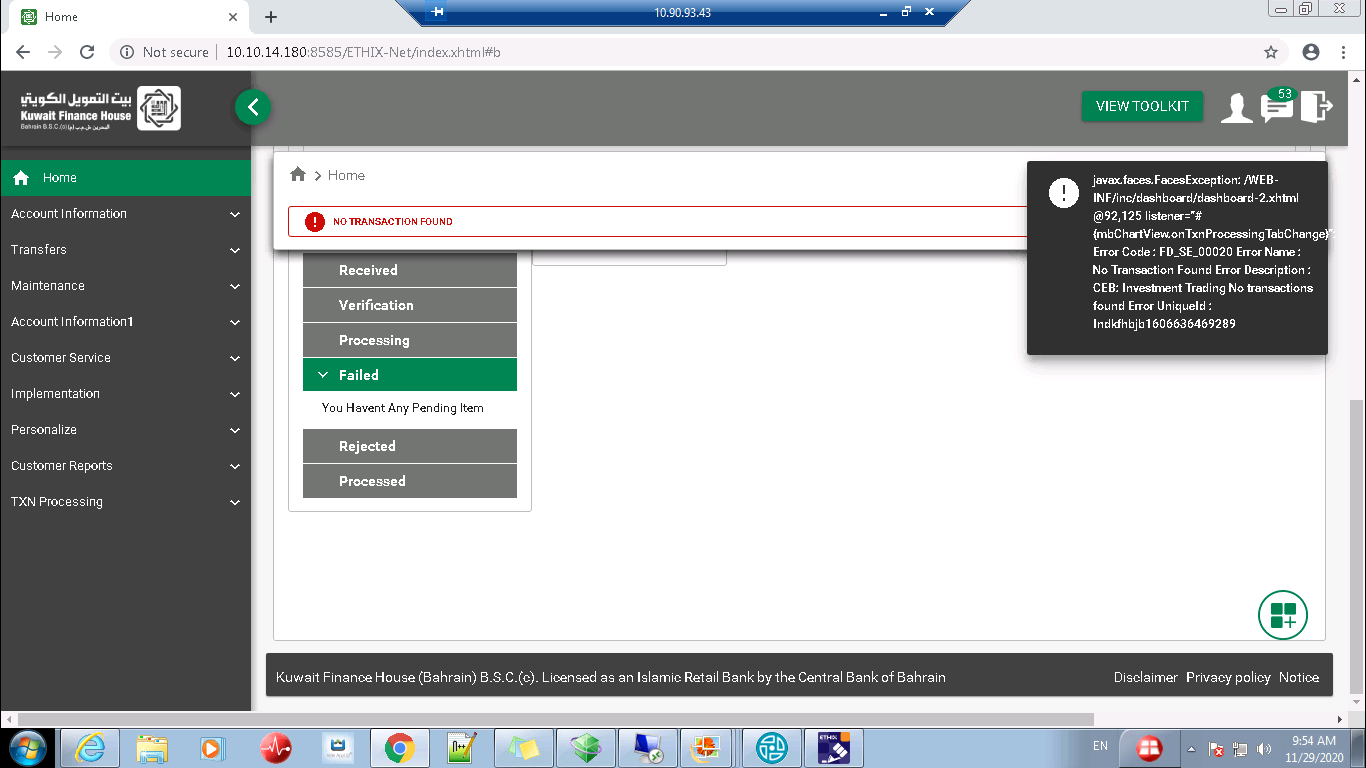 Home
10.90.93.43
Not secure
10.10.14.180:8585/ETHIX-Net/index.xhtml#b
بيت التمويل الكويتي
Kuwait Finance House
Bahrain B.S.C.(c)
VIEW TOOLKIT
53
Home
Account Information
Transfers
Maintenance
Account Information1
Customer Service
Implementation
Personalize
Customer Reports
TXN Processing
Home
NO TRANSACTION FOUND
javax.faces.FacesException: /WEB-
INF/inc/dashboard/dashboard-2.xhtml
@92,125 listener="#
{mbChartView.onTxnProcessingTabChange}":
Error Code : FD_SE_00020 Error Name :
No Transaction Found Error Description :
CEB: Investment Trading No transactions
found Error UniqueId :
Received
Verification
Processing
Failed
You Havent Any Pending Item
Rejected
Processed
Kuwait Finance House (Bahrain) B.S.C.(c). Licensed as an Islamic Retail Bank by the Central Bank of Bahrain
Disclaimer Privacy policy Notice
ETHIX
EN
9:54 AM
11/29/2020